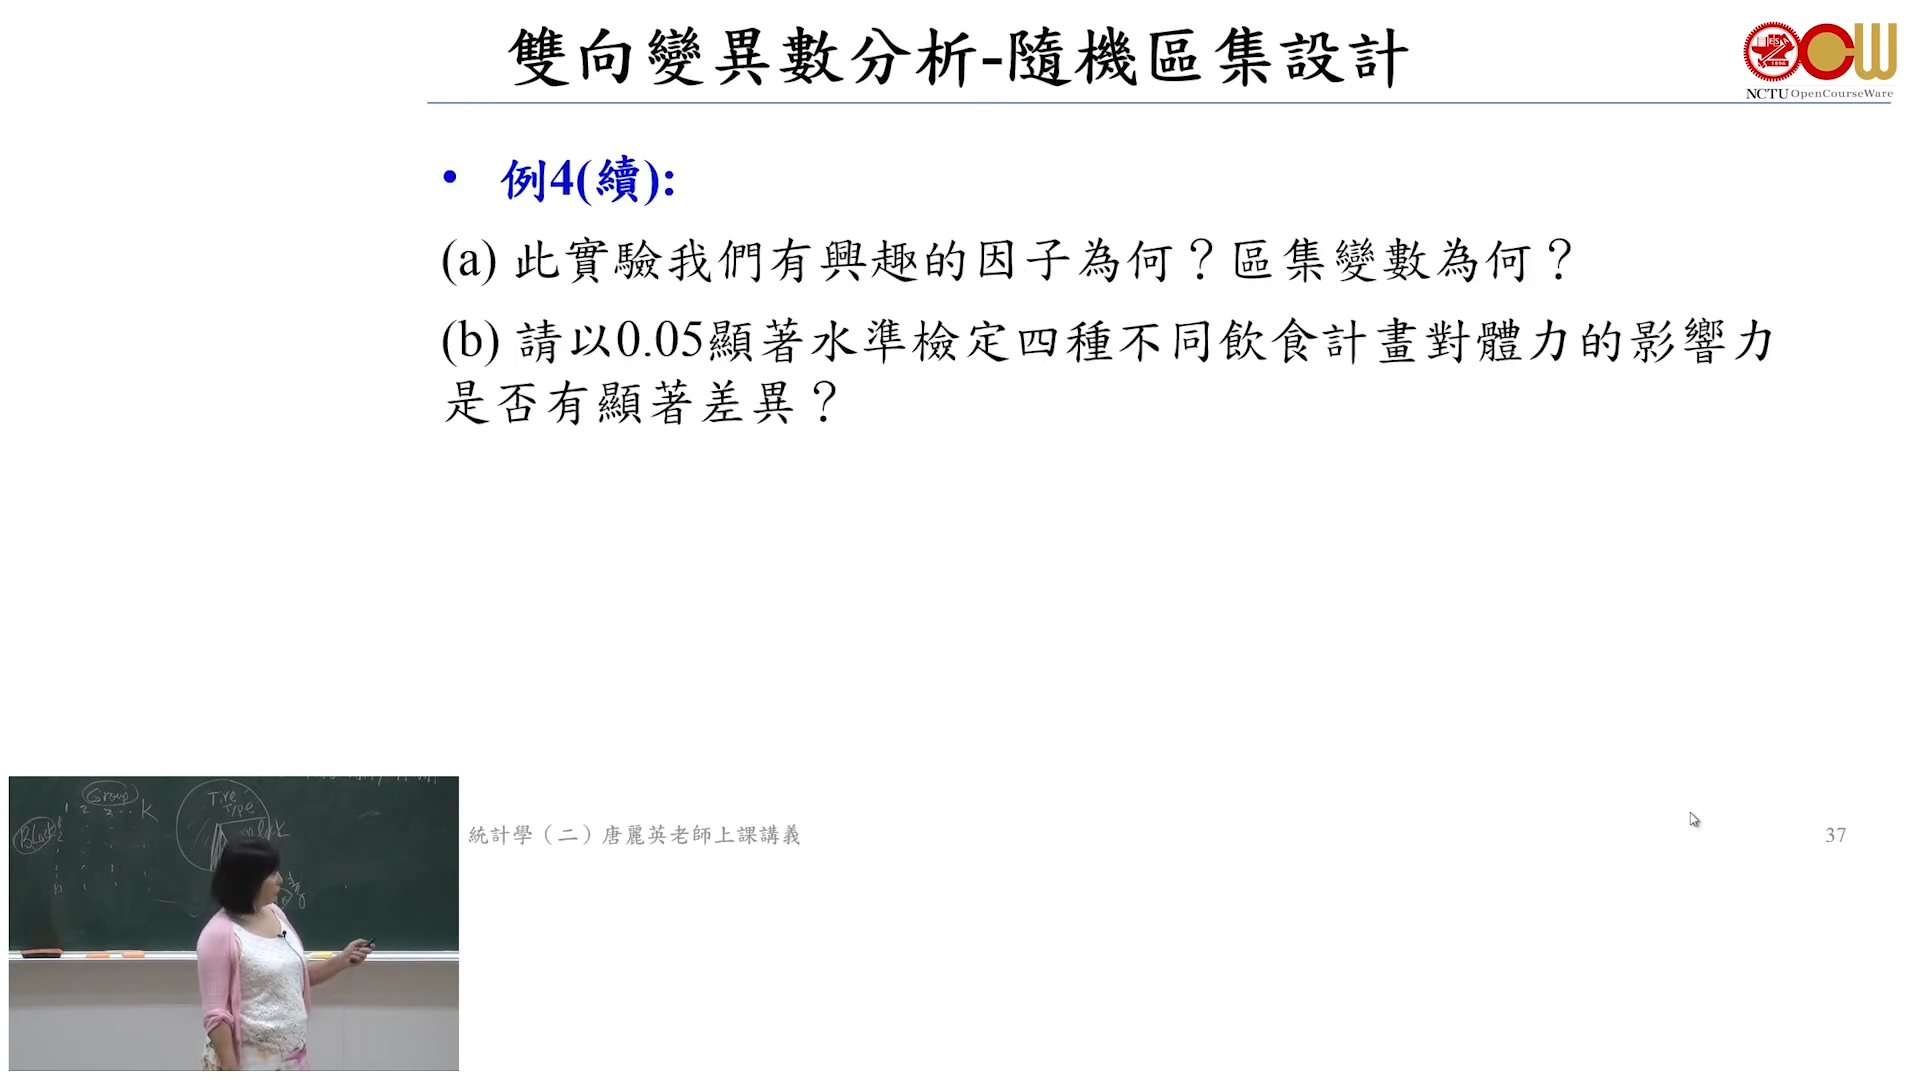 雙向變異數分析-隨機區集設計
NCTU OpenCourseWare
• 例4(續):
(a) 此實驗我們有興趣的因子為何？區集變數為何？
(b) 請以0.05顯著水準檢定四種不同飲食計畫對體力的影響力
是否有顯著差異？
Group
1 2 3 ... K
Block
Tire
Type
統計學（二）唐麗英老師上課講義
37